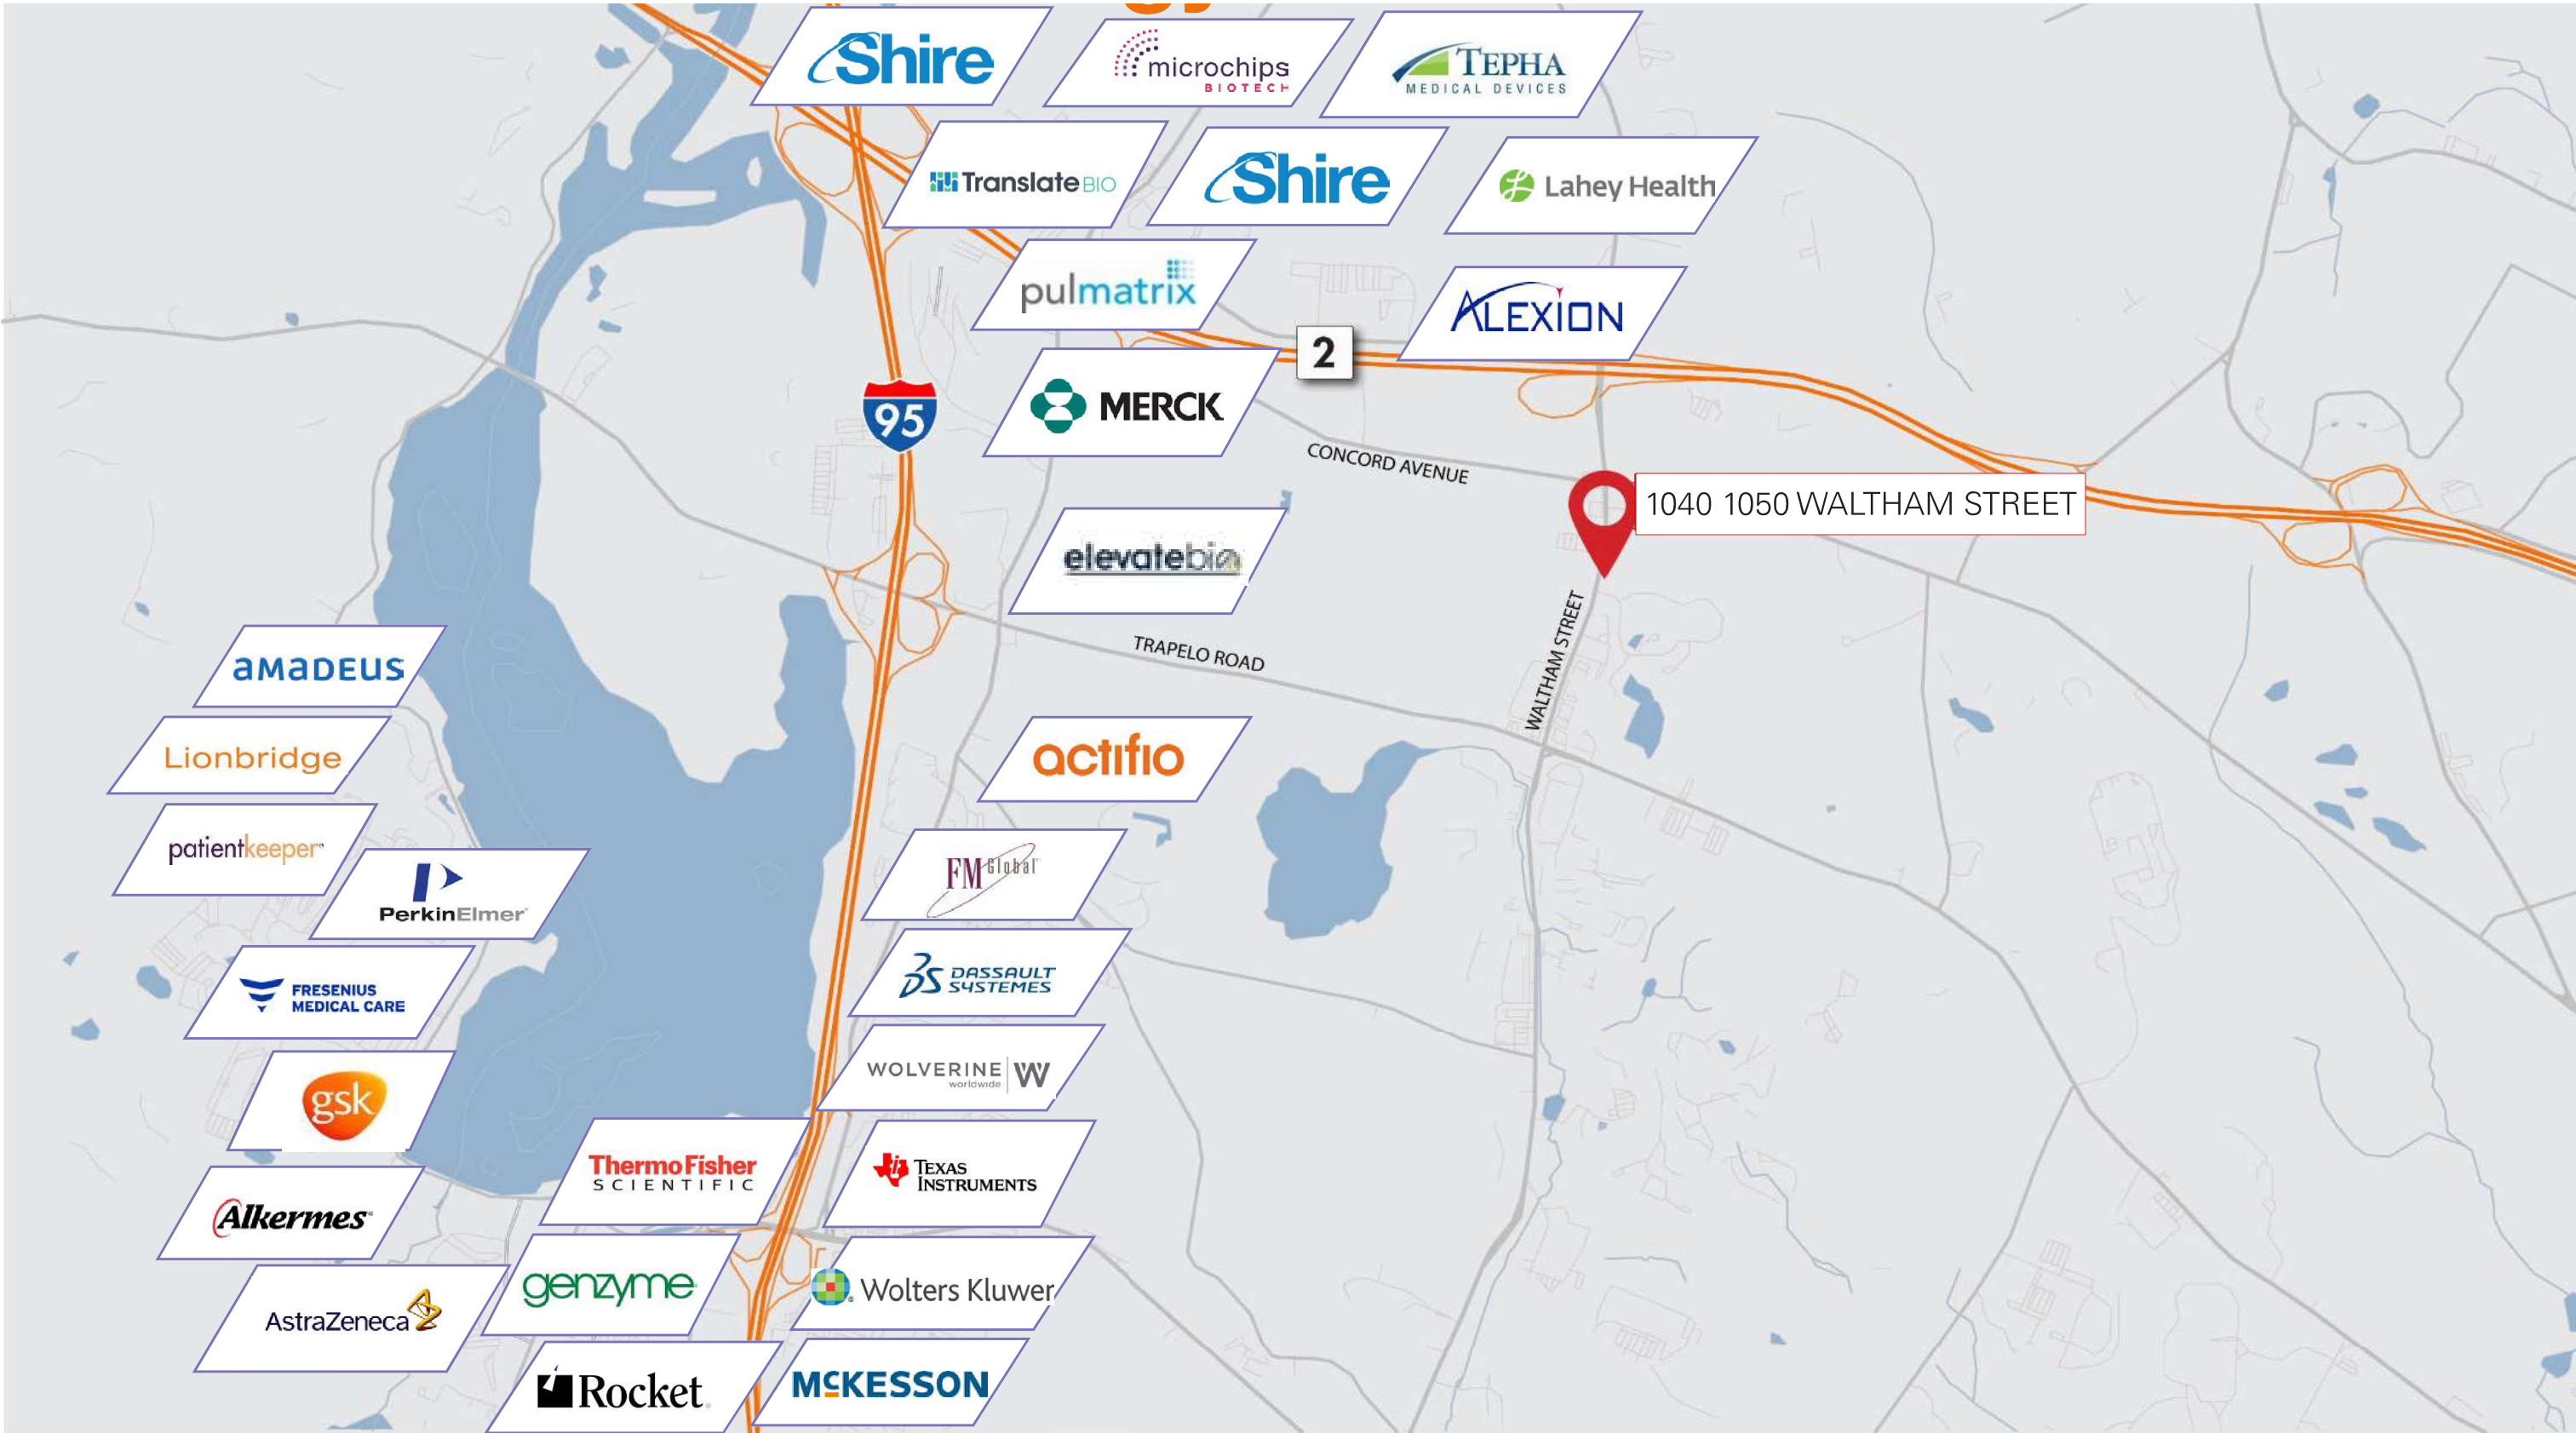 Shire
microchips
BIOTECH
TEPHA
MEDICAL DEVICES
Translate BIO
Shire
Lahey Health
pulmatrix
ALEXION
2
MERCK
95
CONCORD AVENUE
1040 1050 WALTHAM STREET
elevatebio
WALTHAM STREET
TRAPELO ROAD
amadeus
Lionbridge
actifio
patientkeeper
FM Global
PerkinElmer
DASSAULT
SYSTEMES
FRESENIUS
MEDICAL CARE
WOLVERINE W
worldwide
gsk
ThermoFisher
SCIENTIFIC
TEXAS
INSTRUMENTS
Alkermes
genzyme
Wolters Kluwer
AstraZeneca
Rocket
MCKESSON